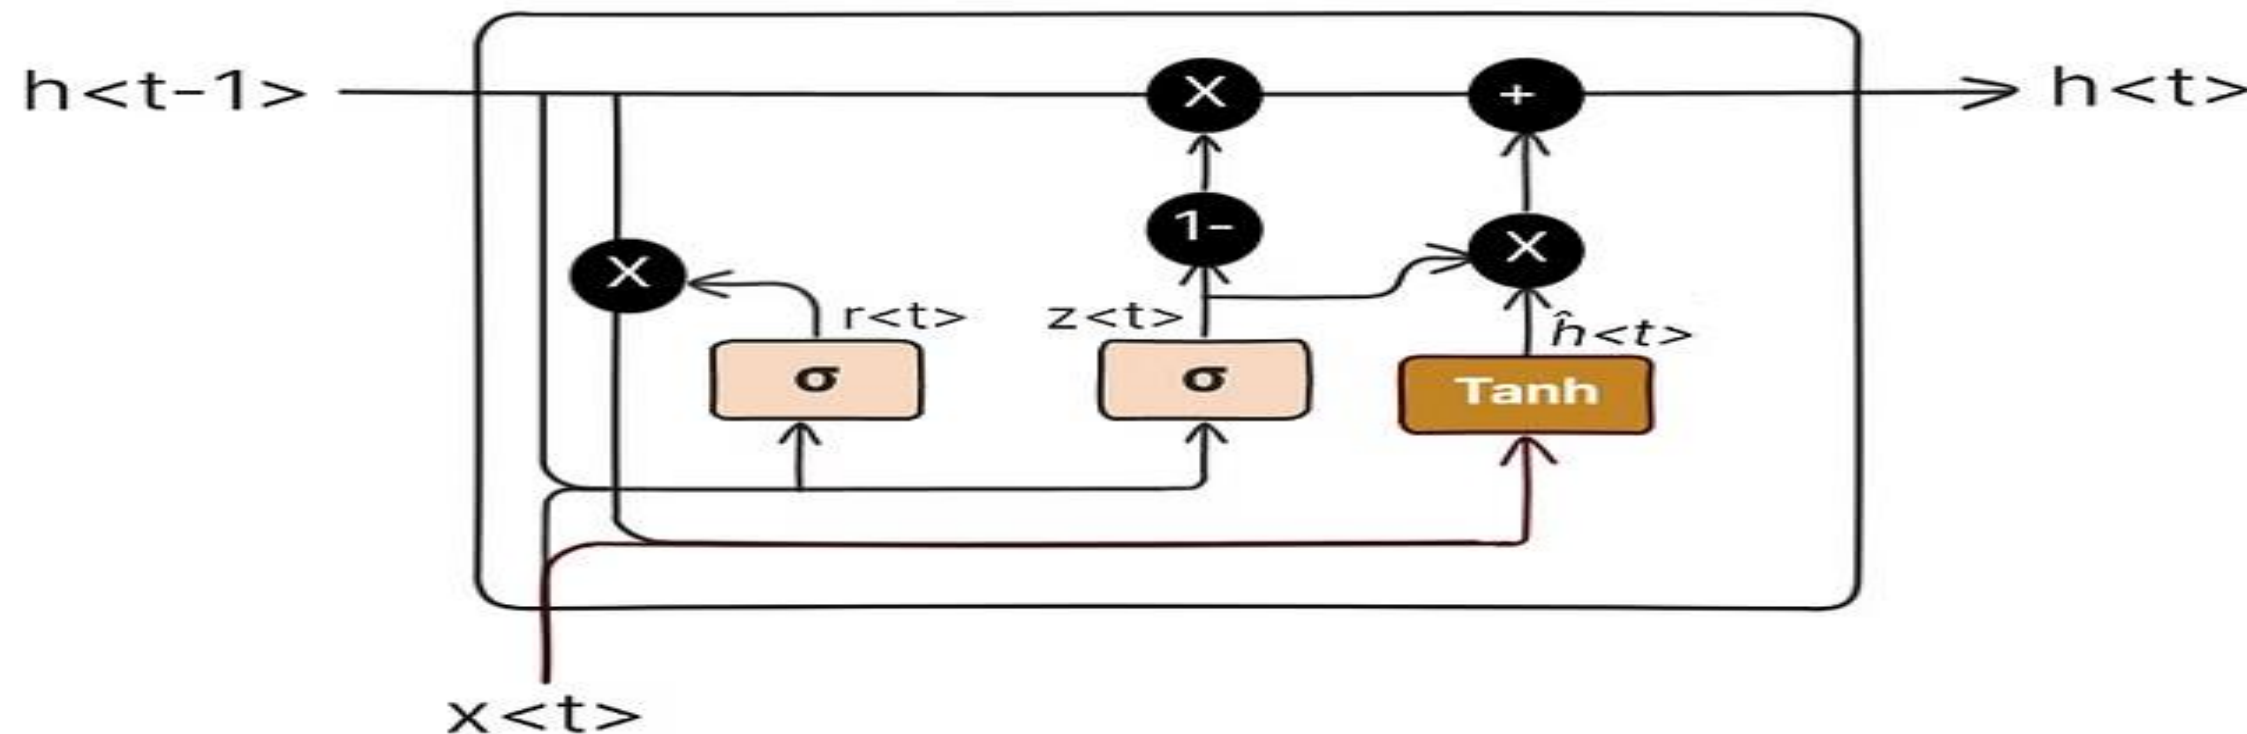 h<t-1>
X
+
h<t>
1-
X
X
r<t>
z<t>
ĥ<t>
σ
σ
Tanh
x<t>